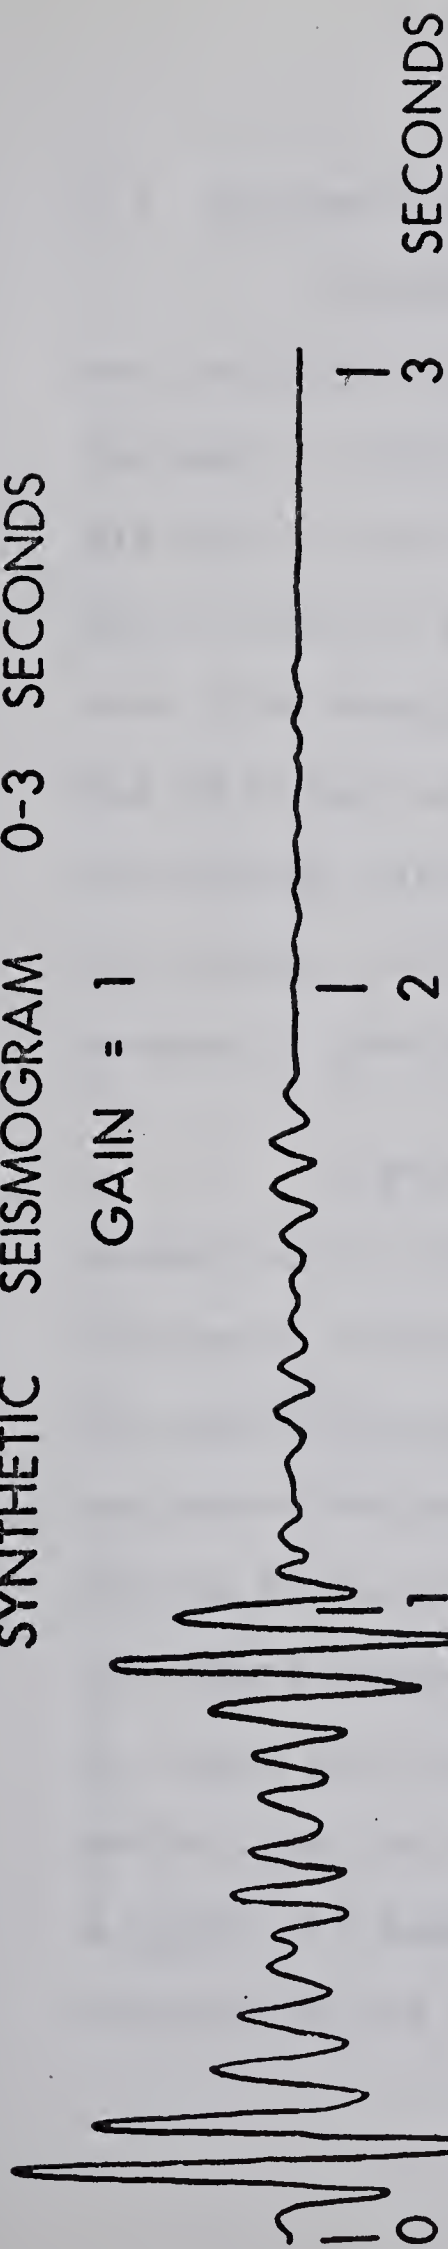 SYNTHETIC SEISMOGRAM 0-3 SECONDS
GAIN = 1
0 1 2 3 SECONDS